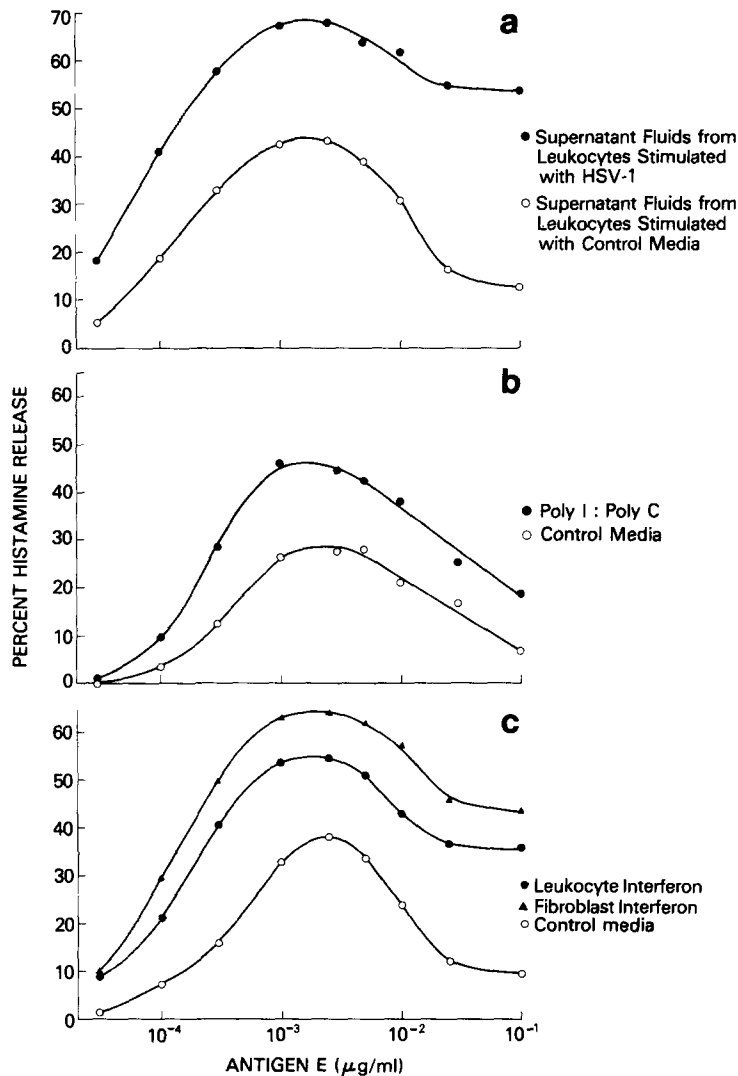 a
70
60
50
40
30
20
10
0
● Supernatant Fluids from
Leukocytes Stimulated
with HSV-1
○ Supernatant Fluids from
Leukocytes Stimulated
with Control Media
PERCENT HISTAMINE RELEASE
b
60
50
40
30
20
10
0
● Poly I : Poly C
○ Control Media
c
60
50
40
30
20
10
0
● Leukocyte Interferon
▲ Fibroblast Interferon
○ Control media
10⁻⁴ 10⁻³ 10⁻² 10⁻¹
ANTIGEN E (μg/ml)